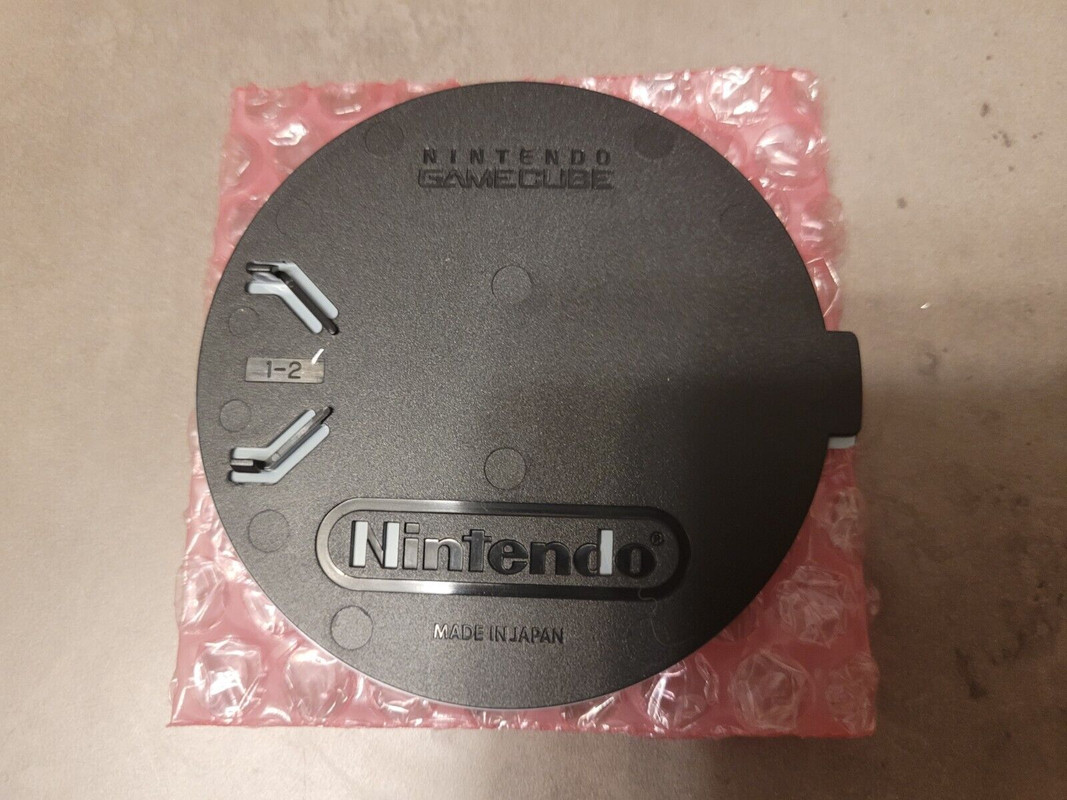 NINTENDO
GAMECUBE
1-2
Nintendo®
MADE IN JAPAN